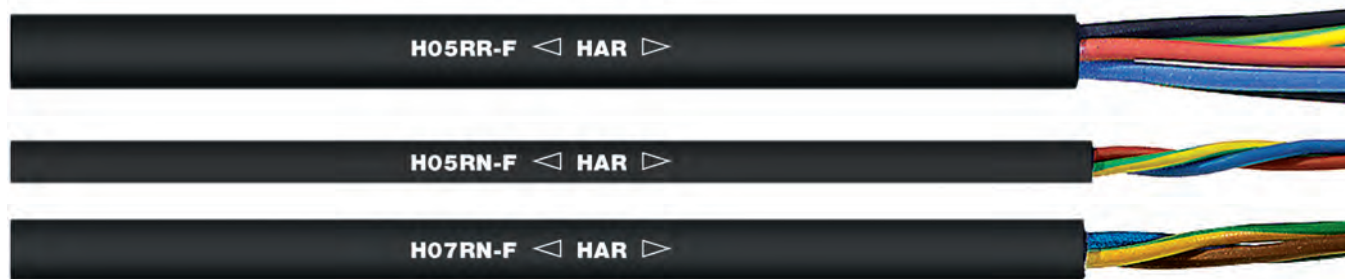 H05RR-F ◁ HAR ▷
H05RN-F ◁ HAR ▷
H07RN-F ◁ HAR ▷